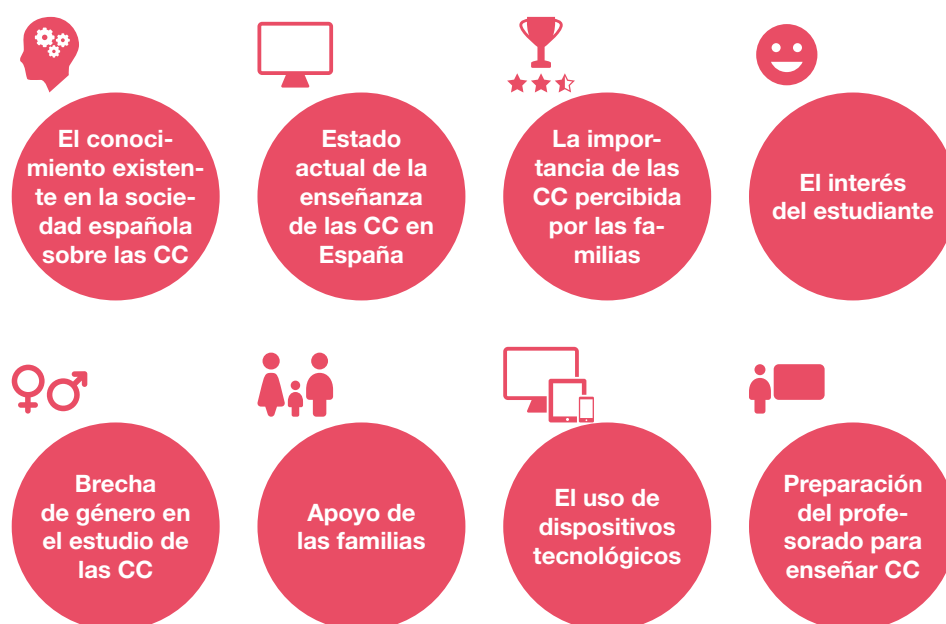 El conoci-
miento existen-
te en la socie-
dad española
sobre las CC
Estado
actual de la
enseñanza
de las CC en
España
La impor-
tancia de las
CC percibida
por las fa-
milias
El interés
del estudiante
Brecha
de género en
el estudio de
las CC
Apoyo de
las familias
El uso de
dispositivos
tecnológicos
Preparación
del profe-
sorado para
enseñar CC